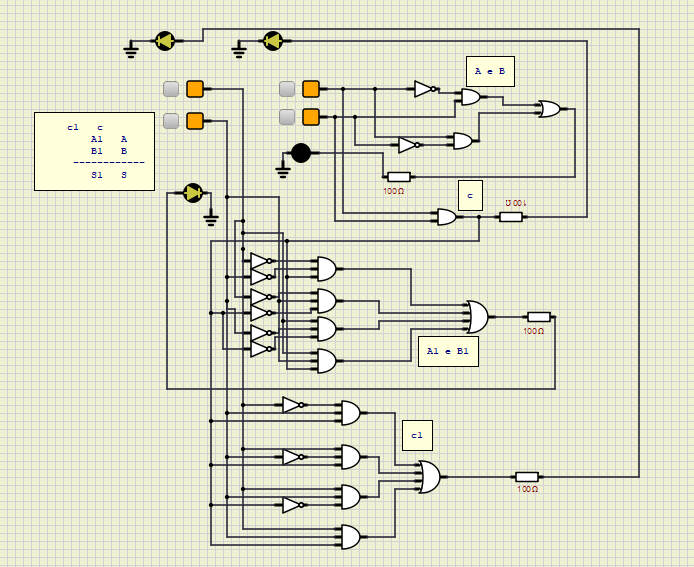 A e B
c1 c
A1 A
B1 B
------------
S1 S
100Ω
c
100Ω
100Ω
A1 e B1
c1
100Ω